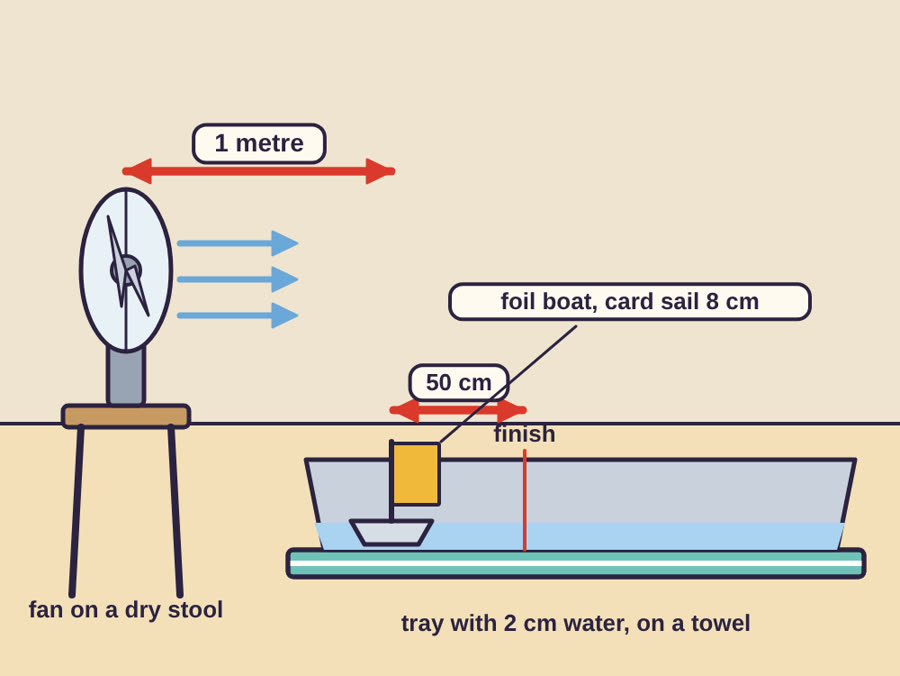 1 metre
foil boat, card sail 8 cm
50 cm
finish
fan on a dry stool
tray with 2 cm water, on a towel